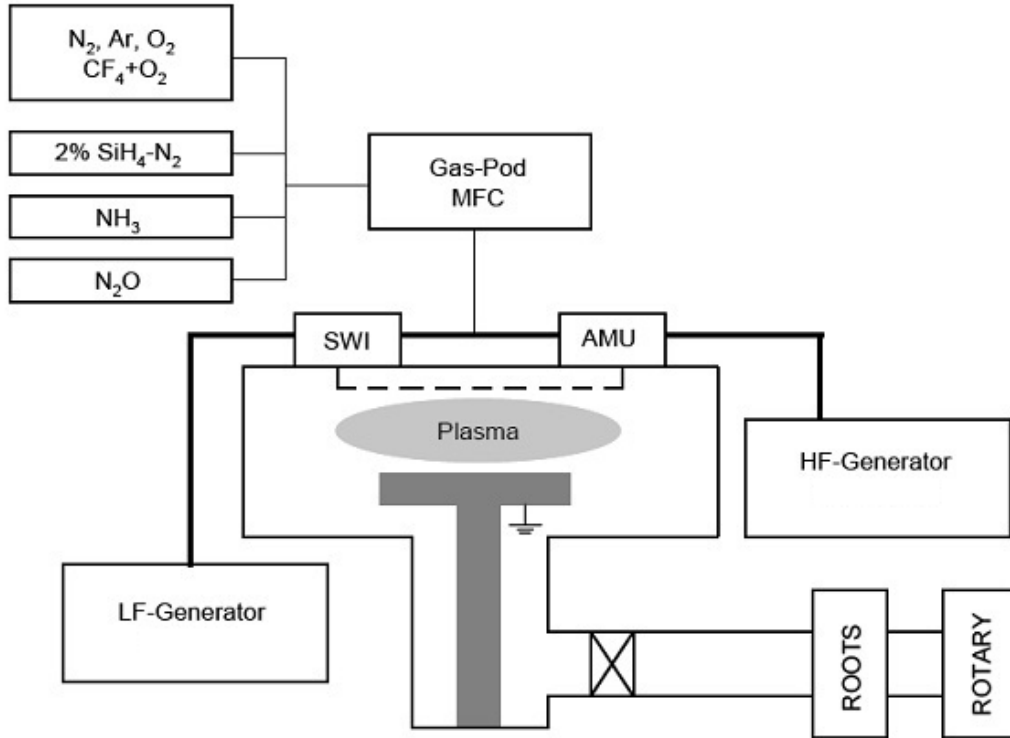 N₂, Ar, O₂
CF₄+O₂
2% SiH₄-N₂
NH₃
N₂O
Gas-Pod
MFC
SWI
AMU
Plasma
HF-Generator
LF-Generator
ROOTS
ROTARY